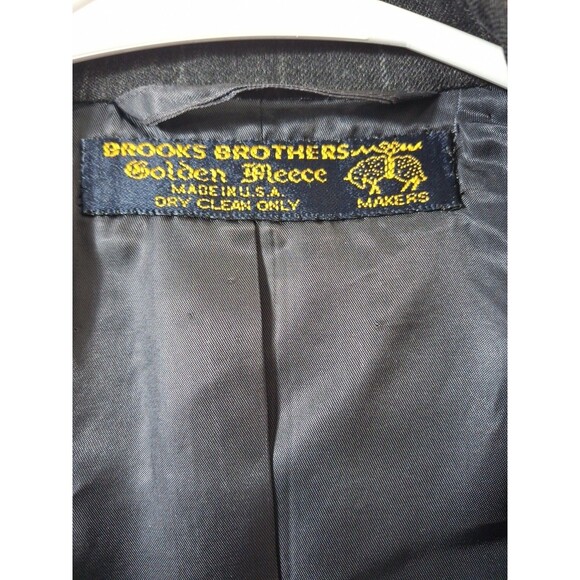 BROOKS BROTHERS
Golden Fleece
MADE IN U.S.A.
DRY CLEAN ONLY
MAKERS